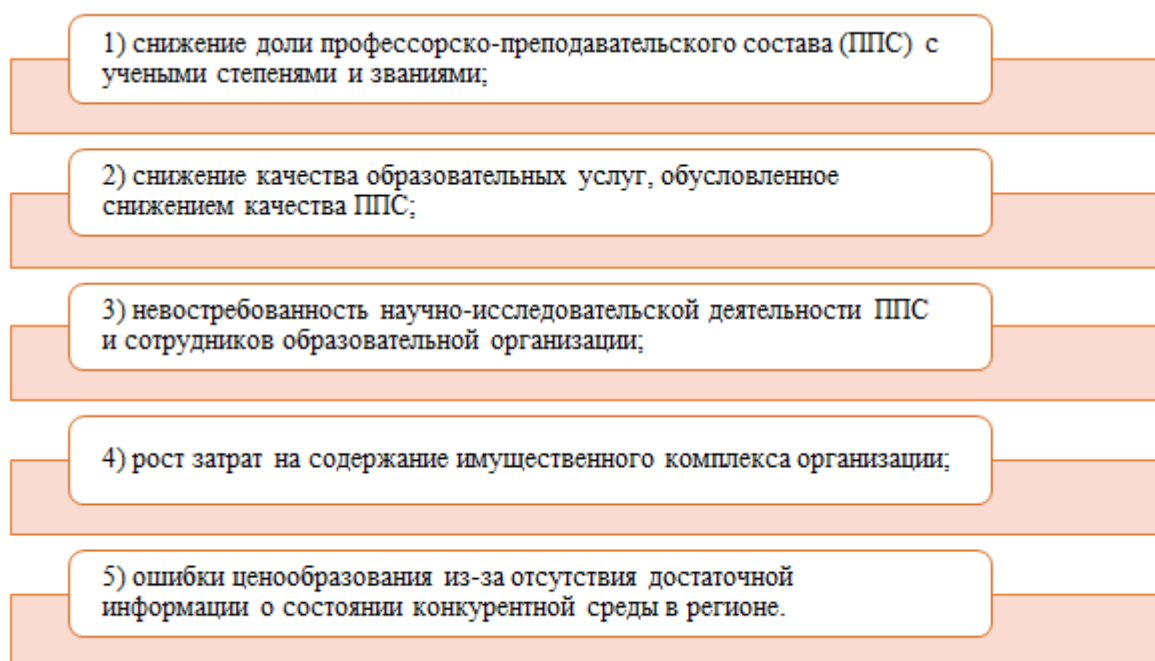 1) снижение доли профессорско-преподавательского состава (ППС) с
учеными степенями и званиями;
2) снижение качества образовательных услуг, обусловленное
снижением качества ППС;
3) невостребованность научно-исследовательской деятельности ППС
и сотрудников образовательной организации;
4) рост затрат на содержание имущественного комплекса организации;
5) ошибки ценообразования из-за отсутствия достаточной
информации о состоянии конкурентной среды в регионе.